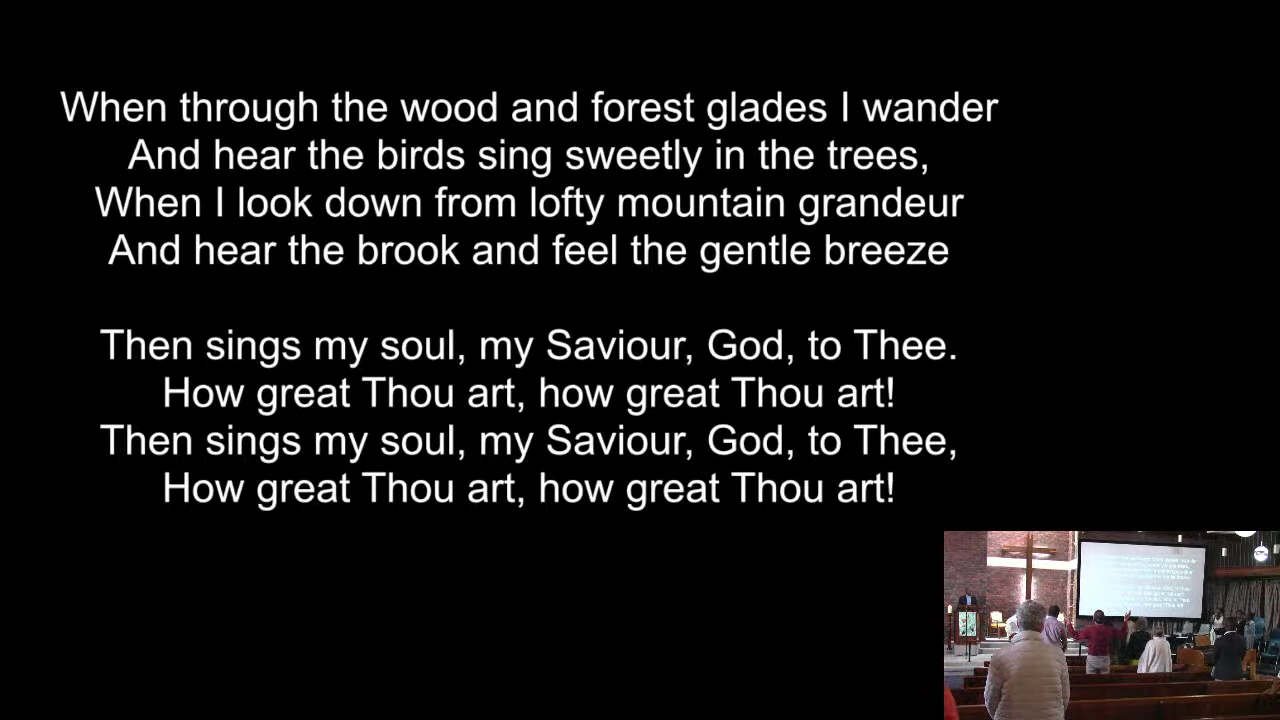 When through the wood and forest glades I wander
And hear the birds sing sweetly in the trees,
When I look down from lofty mountain grandeur
And hear the brook and feel the gentle breeze
Then sings my soul, my Saviour, God, to Thee.
How great Thou art, how great Thou art!
Then sings my soul, my Saviour, God, to Thee,
How great Thou art, how great Thou art!